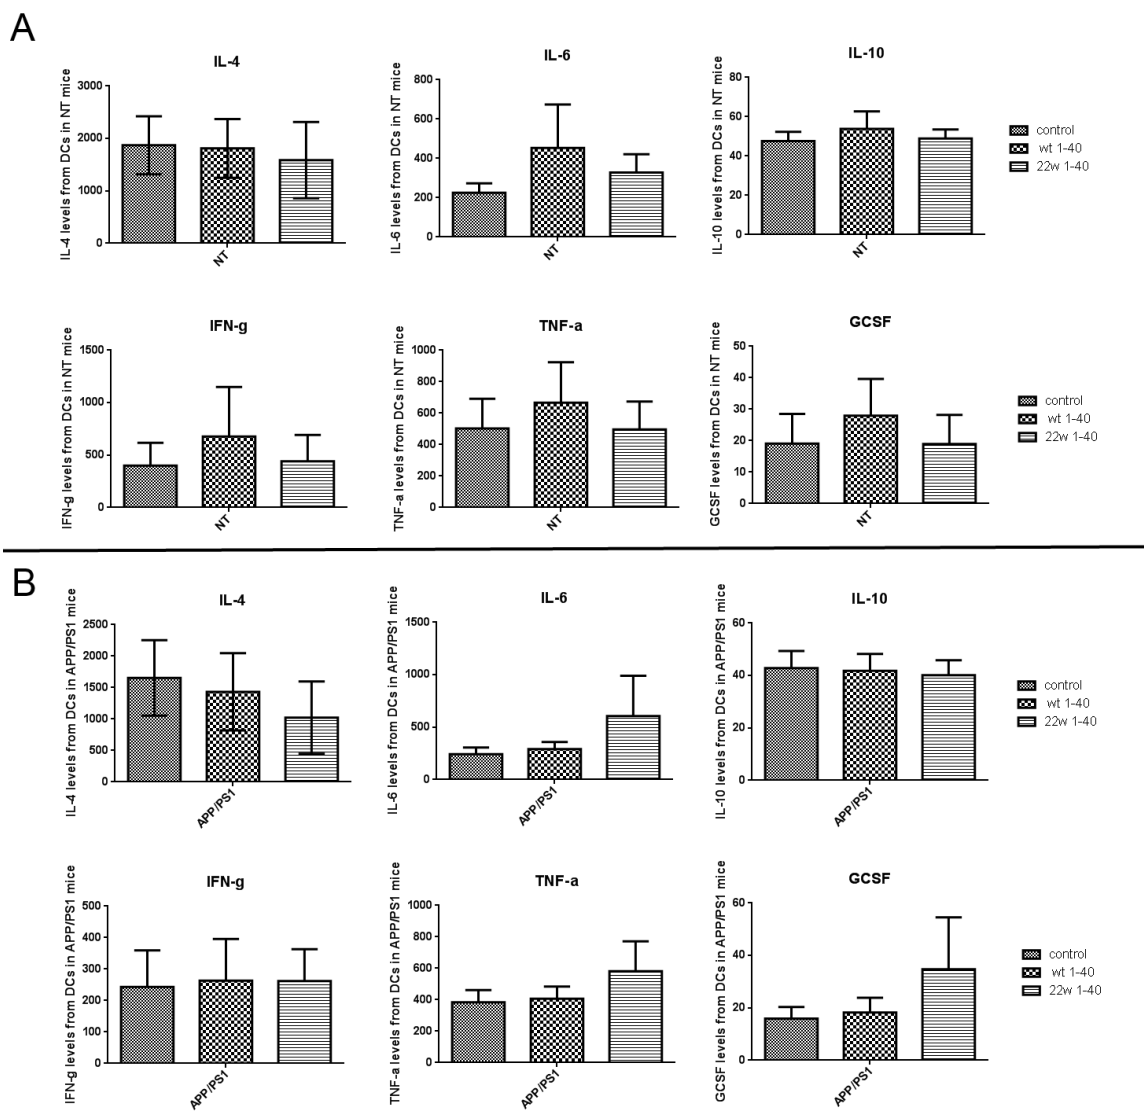 A
IL-4
IL-4 levels from DCs in NT mice
3000
2000
1000
0
NT
IL-6
IL-6 levels from DCs in NT mice
800
600
400
200
0
NT
IL-10
IL-10 levels from DCs in NT mice
80
60
40
20
0
NT
control
wt 1-40
22w 1-40
IFN-g
IFN-g levels from DCs in NT mice
1500
1000
500
0
NT
TNF-a
TNF-a levels from DCs in NT mice
1000
800
600
400
200
0
NT
GCSF
GCSF levels from DCs in NT mice
50
40
30
20
10
0
NT
control
wt 1-40
22w 1-40
B
IL-4
IL-4 levels from DCs in APP/PS1 mice
2500
2000
1500
1000
500
0
APP/PS1
IL-6
IL-6 levels from DCs in APP/PS1 mice
1500
1000
500
0
APP/PS1
IL-10
IL-10 levels from DCs in APP/PS1 mice
60
40
20
0
APP/PS1
control
wt 1-40
22w 1-40
IFN-g
IFN-g levels from DCs in APP/PS1 mice
500
400
300
200
100
0
APP/PS1
TNF-a
TNF-a levels from DCs in APP/PS1 mice
1000
800
600
400
200
0
APP/PS1
GCSF
GCSF levels from DCs in APP/PS1 mice
60
40
20
0
APP/PS1
control
wt 1-40
22w 1-40